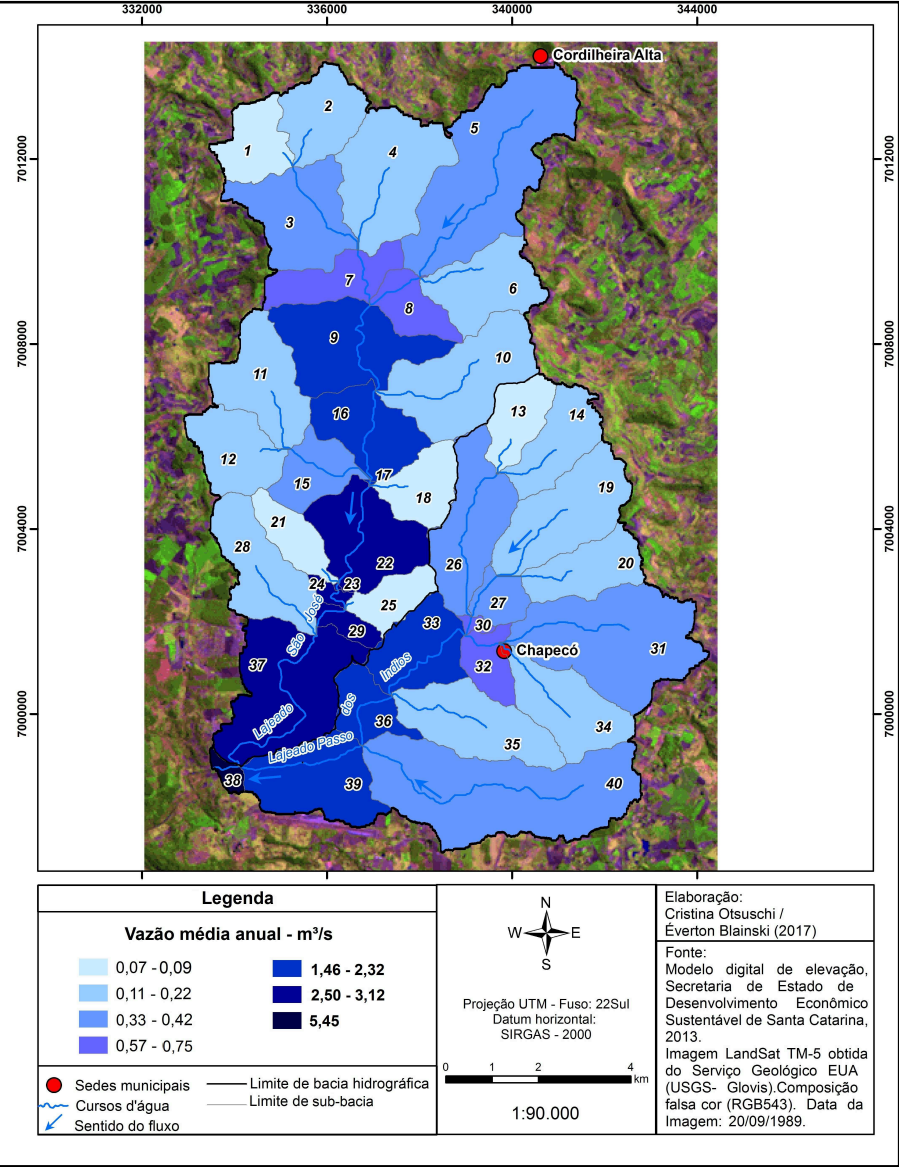 332000
336000
340000
344000
7012000
7012000
7008000
7008000
7004000
7004000
7000000
7000000
Cordilheira Alta
2
5
1
4
3
7
6
8
9
10
11
13
14
16
12
17
15
18
19
21
28
22
26
20
24
23
25
27
São José
29
33
30
31
Chapecó
37
Indios
32
dos
Lajeado
36
34
Lajeado Passo
35
38
39
40
Legenda
Vazão média anual - m³/s
0,07 - 0,09
0,11 - 0,22
0,33 - 0,42
0,57 - 0,75
1,46 - 2,32
2,50 - 3,12
5,45
Sedes municipais
Cursos d'água
Sentido do fluxo
Limite de bacia hidrográfica
Limite de sub-bacia
N
W E
S
Projeção UTM - Fuso: 22Sul
Datum horizontal:
SIRGAS - 2000
0 1 2 4
km
1:90.000
Elaboração:
Cristina Otsuschi /
Éverton Blainski (2017)
Fonte:
Modelo digital de elevação,
Secretaria de Estado de
Desenvolvimento Econômico
Sustentável de Santa Catarina,
2013.
Imagem LandSat TM-5 obtida
do Serviço Geológico EUA
(USGS- Glovis).Composição
falsa cor (RGB543). Data da
Imagem: 20/09/1989.